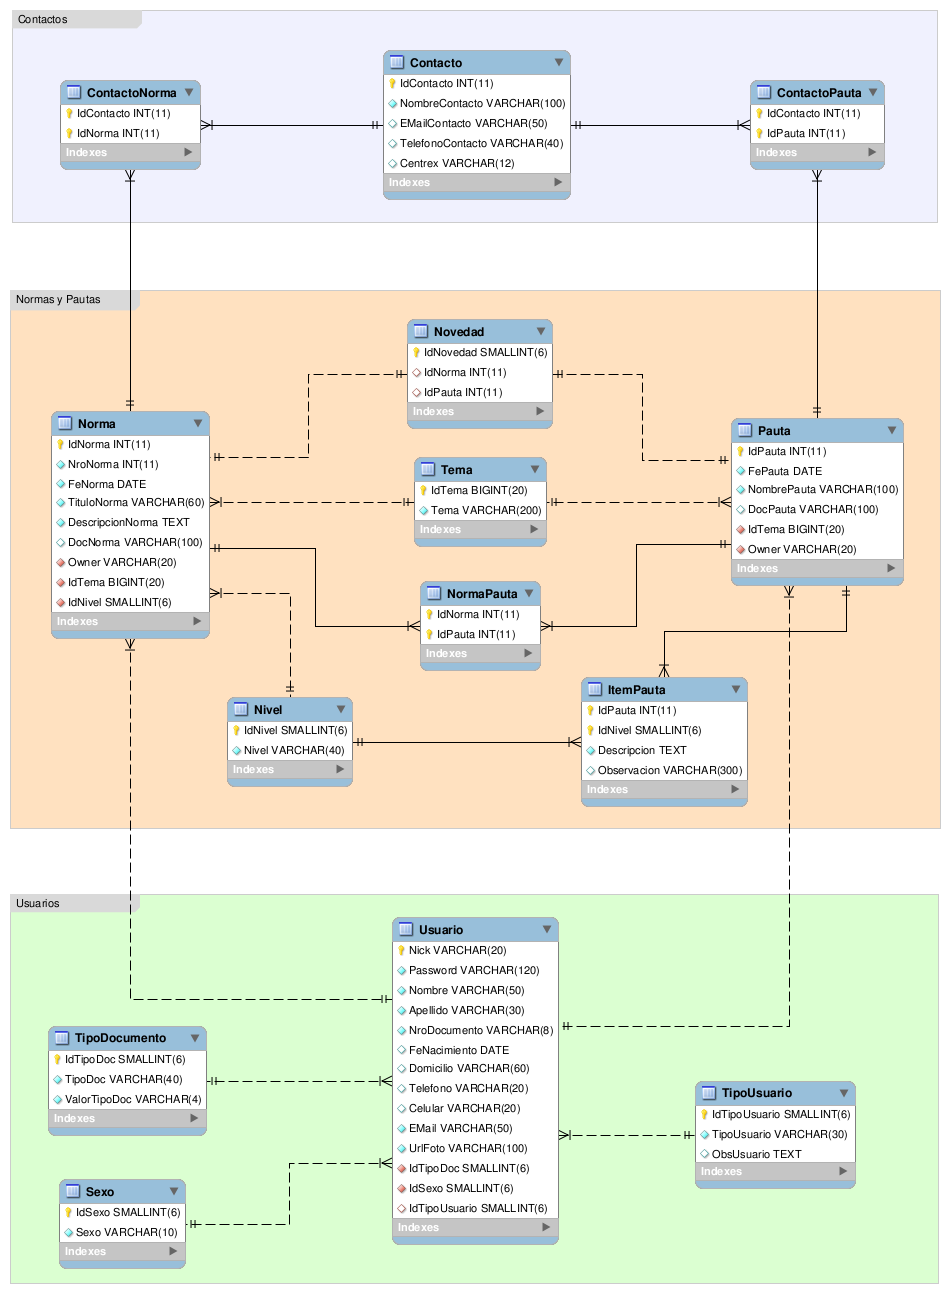 Contactos
ContactoNorma
IdContacto INT(11)
IdNorma INT(11)
Indexes
Contacto
IdContacto INT(11)
NombreContacto VARCHAR(100)
EMailContacto VARCHAR(50)
TelefonoContacto VARCHAR(40)
Centrex VARCHAR(12)
Indexes
ContactoPauta
IdContacto INT(11)
IdPauta INT(11)
Indexes
Normas y Pautas
Novedad
IdNovedad SMALLINT(6)
IdNorma INT(11)
IdPauta INT(11)
Indexes
Norma
IdNorma INT(11)
NroNorma INT(11)
FeNorma DATE
TituloNorma VARCHAR(60)
DescripcionNorma TEXT
DocNorma VARCHAR(100)
Owner VARCHAR(20)
IdTema BIGINT(20)
IdNivel SMALLINT(6)
Indexes
Tema
IdTema BIGINT(20)
Tema VARCHAR(200)
Indexes
Pauta
IdPauta INT(11)
FePauta DATE
NombrePauta VARCHAR(100)
DocPauta VARCHAR(100)
IdTema BIGINT(20)
Owner VARCHAR(20)
Indexes
NormaPauta
IdNorma INT(11)
IdPauta INT(11)
Indexes
Nivel
IdNivel SMALLINT(6)
Nivel VARCHAR(40)
Indexes
ItemPauta
IdPauta INT(11)
IdNivel SMALLINT(6)
Descripcion TEXT
Observacion VARCHAR(300)
Indexes
Usuarios
Usuario
Nick VARCHAR(20)
Password VARCHAR(120)
Nombre VARCHAR(50)
Apellido VARCHAR(30)
NroDocumento VARCHAR(8)
FeNacimiento DATE
Domicilio VARCHAR(60)
Telefono VARCHAR(20)
Celular VARCHAR(20)
EMail VARCHAR(50)
UrlFoto VARCHAR(100)
IdTipoDoc SMALLINT(6)
IdSexo SMALLINT(6)
IdTipoUsuario SMALLINT(6)
Indexes
TipoDocumento
IdTipoDoc SMALLINT(6)
TipoDoc VARCHAR(40)
ValorTipoDoc VARCHAR(4)
Indexes
TipoUsuario
IdTipoUsuario SMALLINT(6)
TipoUsuario VARCHAR(30)
ObsUsuario TEXT
Indexes
Sexo
IdSexo SMALLINT(6)
Sexo VARCHAR(10)
Indexes